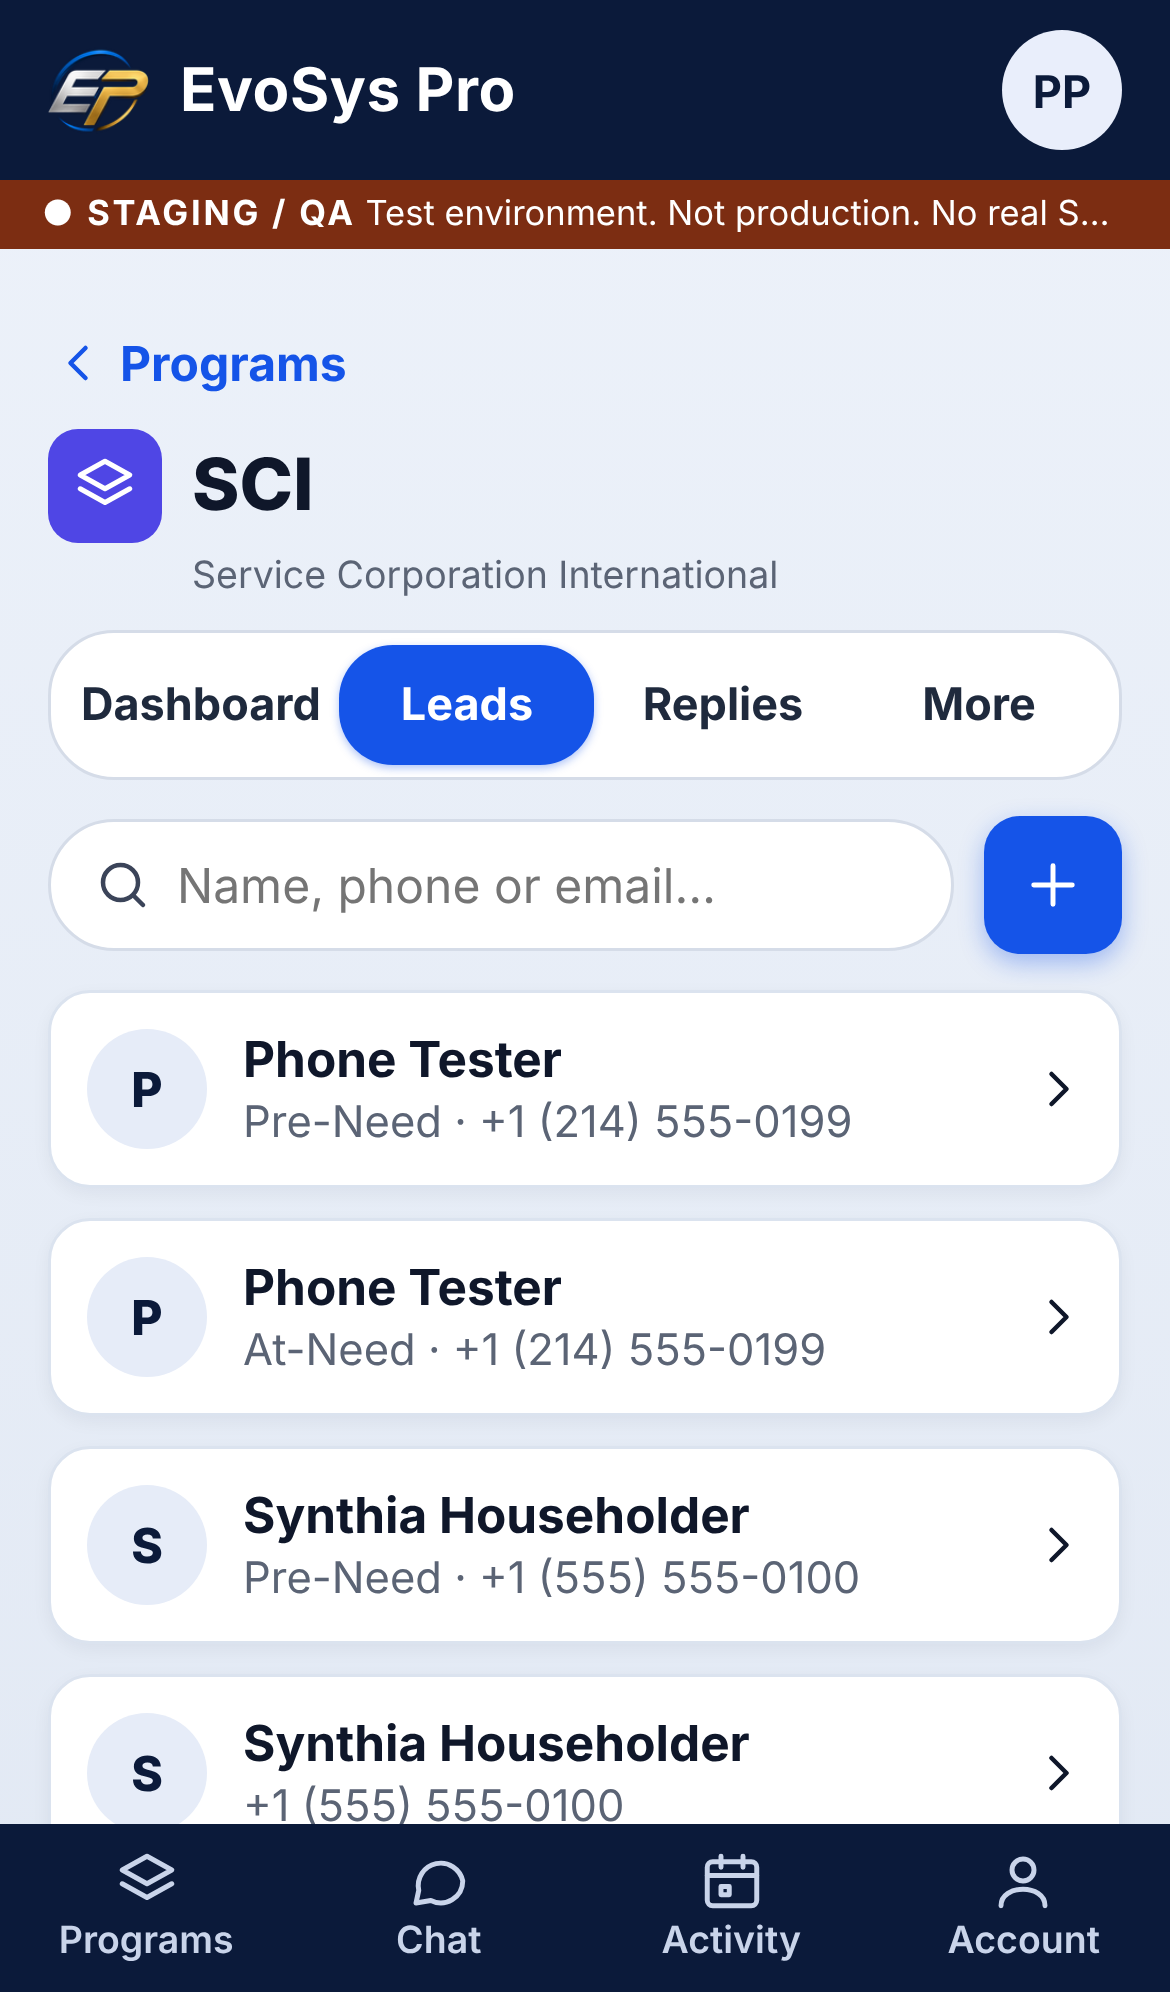 EP
EvoSys Pro
PP
STAGING / QA Test environment. Not production. No real S...
Programs
SCI
Service Corporation International
Dashboard Leads Replies More
Name, phone or email...
P
Phone Tester
Pre-Need · +1 (214) 555-0199
P
Phone Tester
At-Need · +1 (214) 555-0199
S
Synthia Householder
Pre-Need · +1 (555) 555-0100
S
Synthia Householder
+1 (555) 555-0100
Programs Chat Activity Account